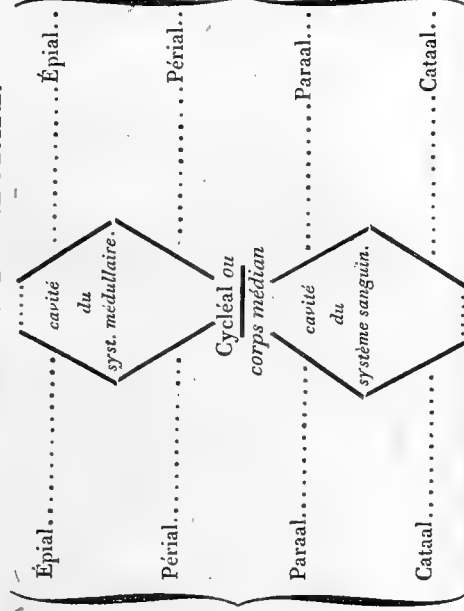 Épial.................. ..................Épial..
cavité
du
syst. médullaire.
Périal.................. ..................Périal..
Cycléal ou
corps médian
Paraal.................. ..................Paraal..
cavité
du
système sanguin.
Cataal.................. ..................Cataal..